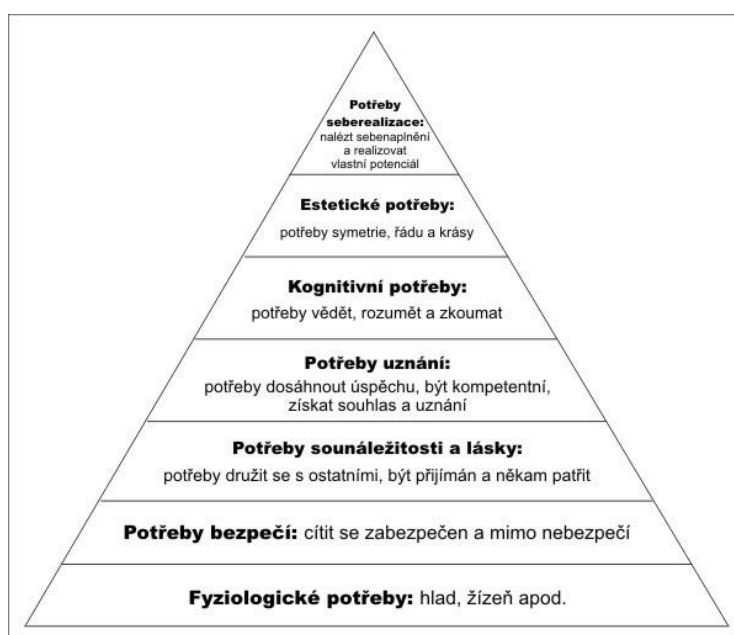 Potřeby
seberealizace:
nalézt sebenaplnění
a realizovat
vlastní potenciál
Estetické potřeby:
potřeby symetrie, řádu a krásy
Kognitivní potřeby:
potřeby vědět, rozumět a zkoumat
Potřeby uznání:
potřeby dosáhnout úspěchu, být kompetentní,
získat souhlas a uznání
Potřeby sounáležitosti a lásky:
potřeby družit se s ostatními, být přijímán a někam patřit
Potřeby bezpečí: cítit se zabezpečen a mimo nebezpečí
Fyziologické potřeby: hlad, žízeň apod.